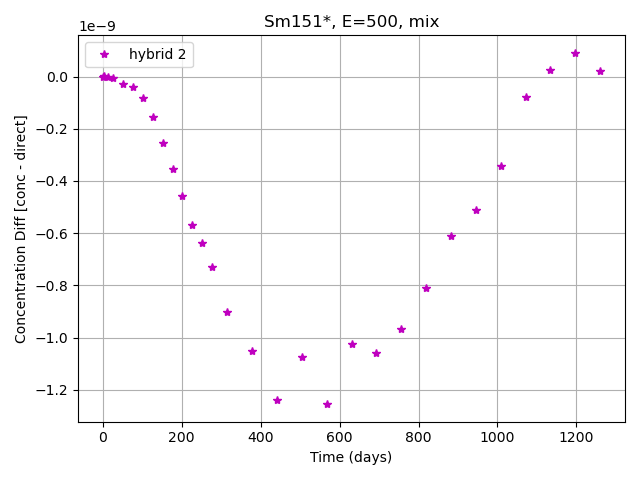 Sm151*, E=500, mix
1e−9
hybrid 2
0.0
−0.2
−0.4
−0.6
−0.8
−1.0
−1.2
Concentration Diff [conc - direct]
0 200 400 600 800 1000 1200
Time (days)